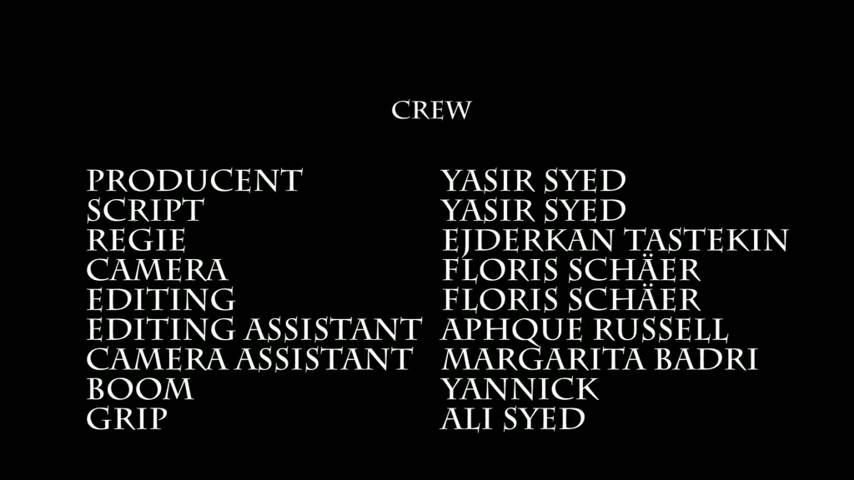 CREW
PRODUCENT YASIR SYED
SCRIPT YASIR SYED
REGIE EJDERKAN TASTEKIN
CAMERA FLORIS SCHÄER
EDITING FLORIS SCHÄER
EDITING ASSISTANT APHQUE RUSSELL
CAMERA ASSISTANT MARGARITA BADRI
BOOM YANNICK
GRIP ALI SYED